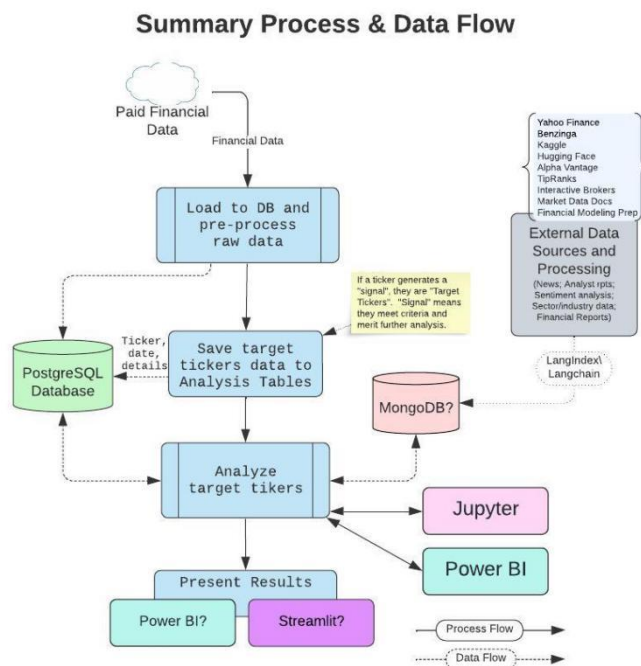 Summary Process & Data Flow
Paid Financial
Data
Financial Data
Yahoo Finance
Benzinga
Kaggle
Hugging Face
Alpha Vantage
TipRanks
Interactive Brokers
Market Data Docs
Financial Modeling Prep
External Data
Sources and
Processing
(News; Analyst rpts;
Sentiment analysis;
Sector/industry data;
Financial Reports)
Load to DB and
pre-process
raw data
If a ticker generates a
"signal", they are "Target
Tickers". "Signal" means
they meet criteria and
merit further analysis.
Ticker,
date,
details
Save target
tickers data to
Analysis Tables
PostgreSQL
Database
LangIndex\
Langchain
MongoDB?
Analyze
target tikers
Jupyter
Power BI
Present Results
Power BI?
Streamlit?
Process Flow
Data Flow